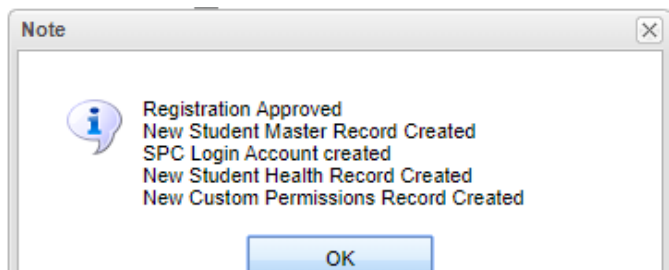 Note
Registration Approved
New Student Master Record Created
SPC Login Account created
New Student Health Record Created
New Custom Permissions Record Created
OK